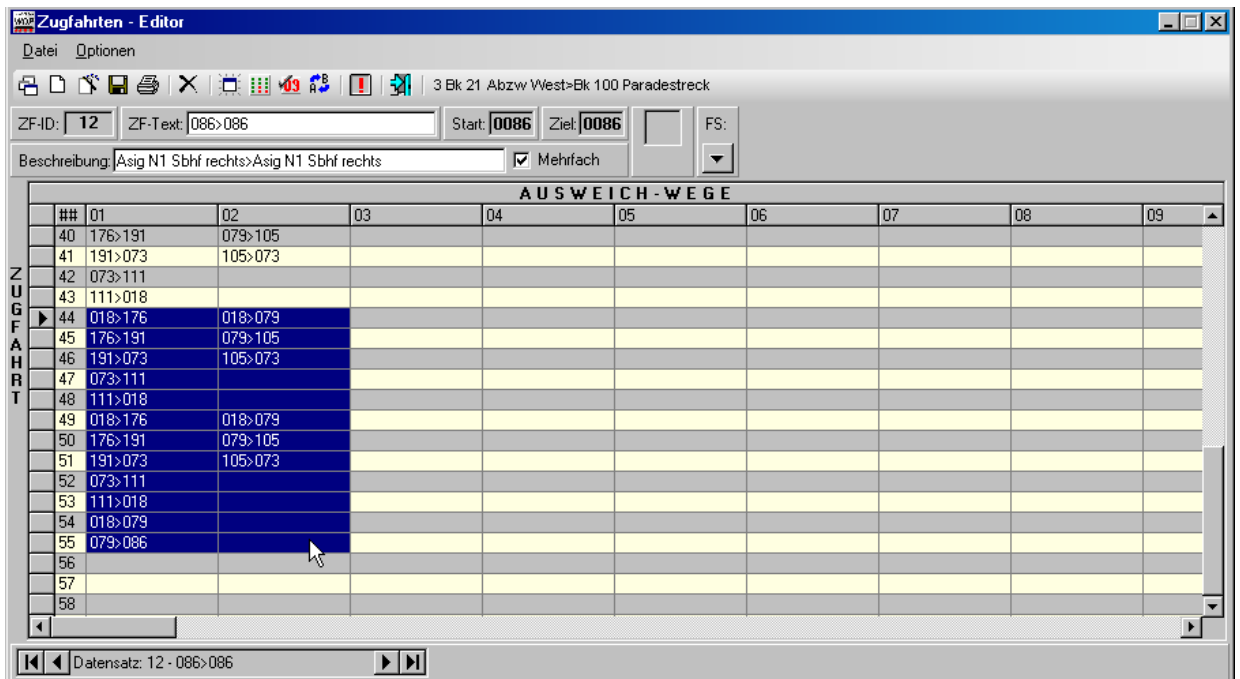 Zugfahrten - Editor
Datei Optionen
3 Bk 21 Abzw West>Bk 100 Paradestreck
ZF-ID: 12 ZF-Text: 086>086 Start: 0086 Ziel: 0086 FS:
Beschreibung: Asig N1 Sbhf rechts>Asig N1 Sbhf rechts Mehrfach
AUSWEICH-WEGE
## 01 02 03 04 05 06 07 08 09
40 176>191 079>105
41 191>073 105>073
42 073>111
43 111>018
44 018>176 018>079
45 176>191 079>105
46 191>073 105>073
47 073>111
48 111>018
49 018>176 018>079
50 176>191 079>105
51 191>073 105>073
52 073>111
53 111>018
54 018>079
55 079>086
56
57
58
ZUGFAHRT
Datensatz: 12 - 086>086